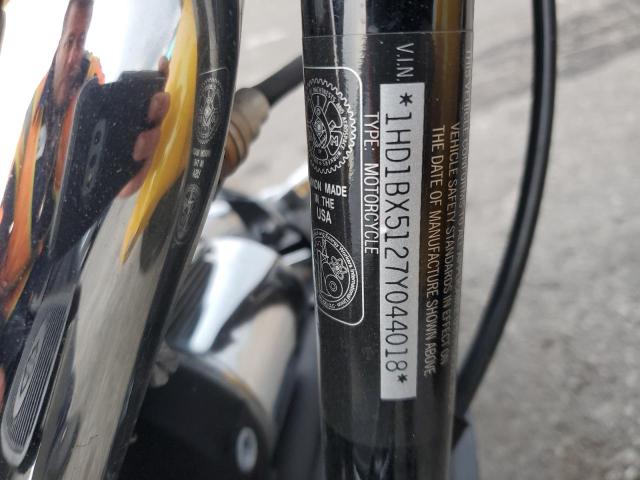 V.I.N.
*1HD1BX5127Y044018*
TYPE: MOTORCYCLE
UNION MADE
IN THE
USA
VEHICLE SAFETY STANDARDS IN EFFECT ON
THE DATE OF MANUFACTURE SHOWN ABOVE